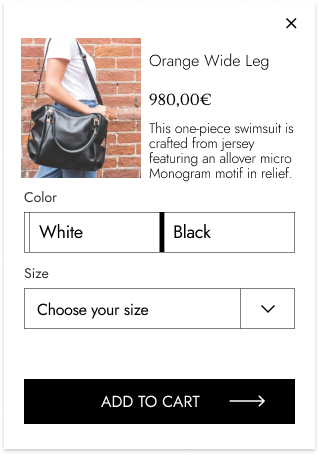 Orange Wide Leg
980,00€
This one-piece swimsuit is
crafted from jersey
featuring an allover micro
Monogram motif in relief.
Color
White
Black
Size
Choose your size
ADD TO CART